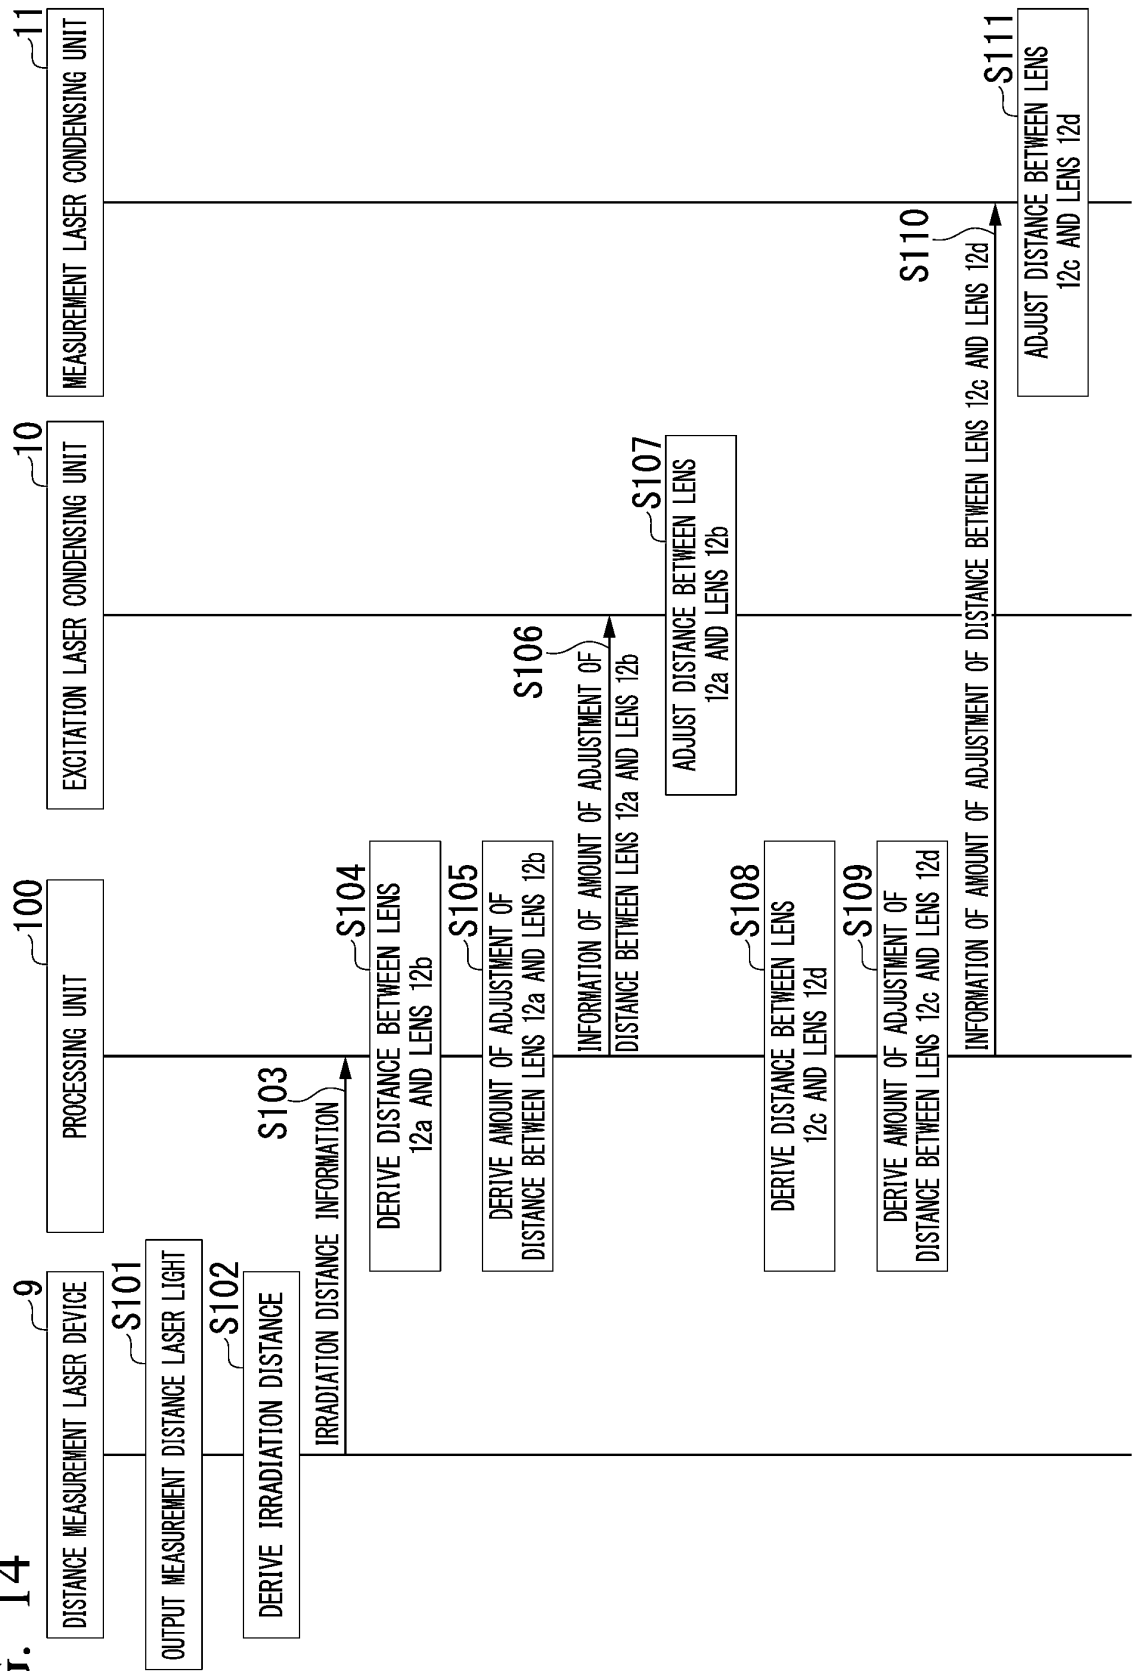 G. 14
DISTANCE MEASUREMENT LASER DEVICE
9
PROCESSING UNIT
100
EXCITATION LASER CONDENSING UNIT
10
MEASUREMENT LASER CONDENSING UNIT
11
S101
OUTPUT MEASUREMENT DISTANCE LASER LIGHT
S102
DERIVE IRRADIATION DISTANCE
S103
IRRADIATION DISTANCE INFORMATION
S104
DERIVE DISTANCE BETWEEN LENS
12a AND LENS 12b
S105
DERIVE AMOUNT OF ADJUSTMENT OF
DISTANCE BETWEEN LENS 12a AND LENS 12b
S106
INFORMATION OF AMOUNT OF ADJUSTMENT OF
DISTANCE BETWEEN LENS 12a AND LENS 12b
S107
ADJUST DISTANCE BETWEEN LENS
12a AND LENS 12b
S108
DERIVE DISTANCE BETWEEN LENS
12c AND LENS 12d
S109
DERIVE AMOUNT OF ADJUSTMENT OF
DISTANCE BETWEEN LENS 12c AND LENS 12d
S110
INFORMATION OF AMOUNT OF ADJUSTMENT OF DISTANCE BETWEEN LENS 12c AND LENS 12d
S111
ADJUST DISTANCE BETWEEN LENS
12c AND LENS 12d